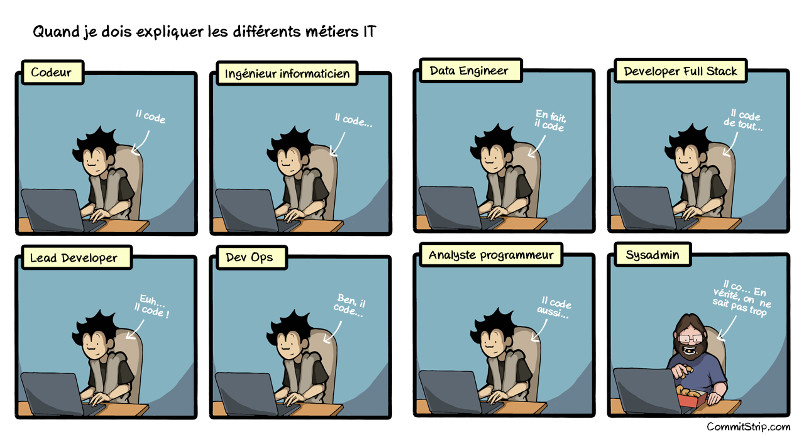 Quand je dois expliquer les différents métiers IT
Codeur
Il code
Ingénieur informaticien
Il code...
Data Engineer
En fait,
il code
Developer Full Stack
Il code
de tout...
Lead Developer
Euh...
Il code !
Dev Ops
Ben, il
code...
Analyste programmeur
Il code
aussi...
Sysadmin
Il co... En
vérité, on ne
sait pas trop
CommitStrip.com